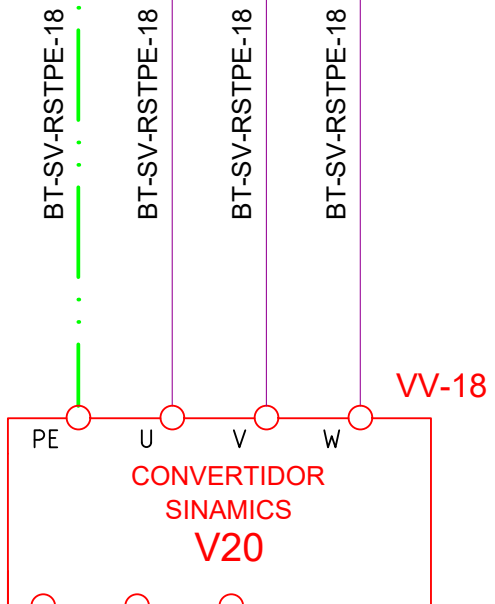 BT-SV-RSTPE-18
BT-SV-RSTPE-18
BT-SV-RSTPE-18
BT-SV-RSTPE-18
VV-18
PE U V W
CONVERTIDOR
SINAMICS
V20